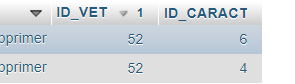 ID_VET 1 ID_CARACT
pprimer 52 6
pprimer 52 4